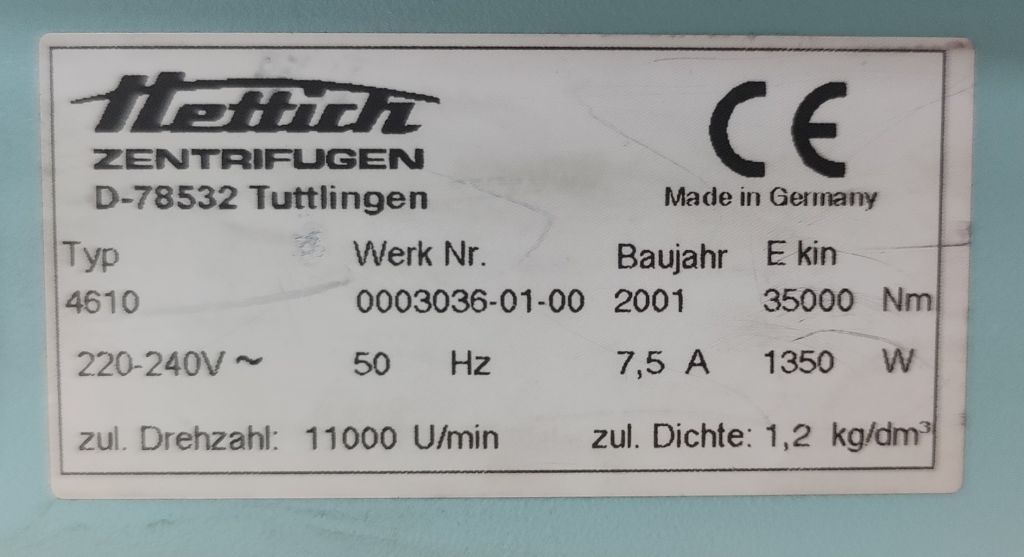 Hettich
ZENTRIFUGEN
D-78532 Tuttlingen
CE
Made in Germany
Typ Werk Nr. Baujahr E kin
4610 0003036-01-00 2001 35000 Nm
220-240V ~ 50 Hz 7,5 A 1350 W
zul. Drehzahl: 11000 U/min zul. Dichte: 1,2 kg/dm³